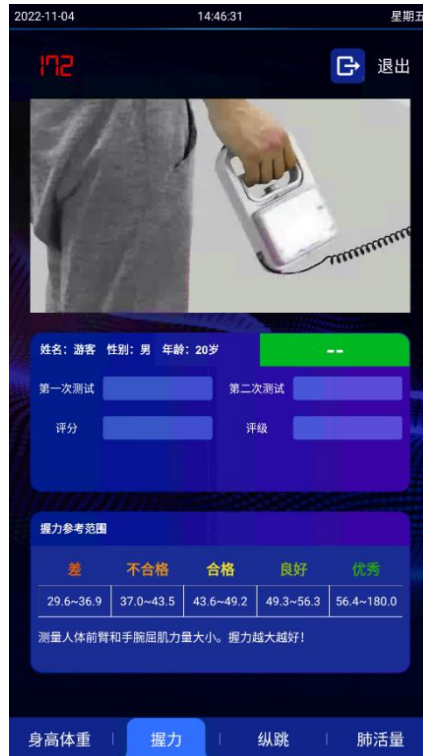 2022-11-04 14:46:31 星期五
172 退出
姓名：游客 性别：男 年龄：20岁 --
第一次测试 第二次测试
评分 评级
握力参考范围
差 不合格 合格 良好 优秀
29.6~36.9 37.0~43.5 43.6~49.2 49.3~56.3 56.4~180.0
测量人体前臂和手腕屈肌力量大小。握力越大越好！
身高体重 握力 纵跳 肺活量